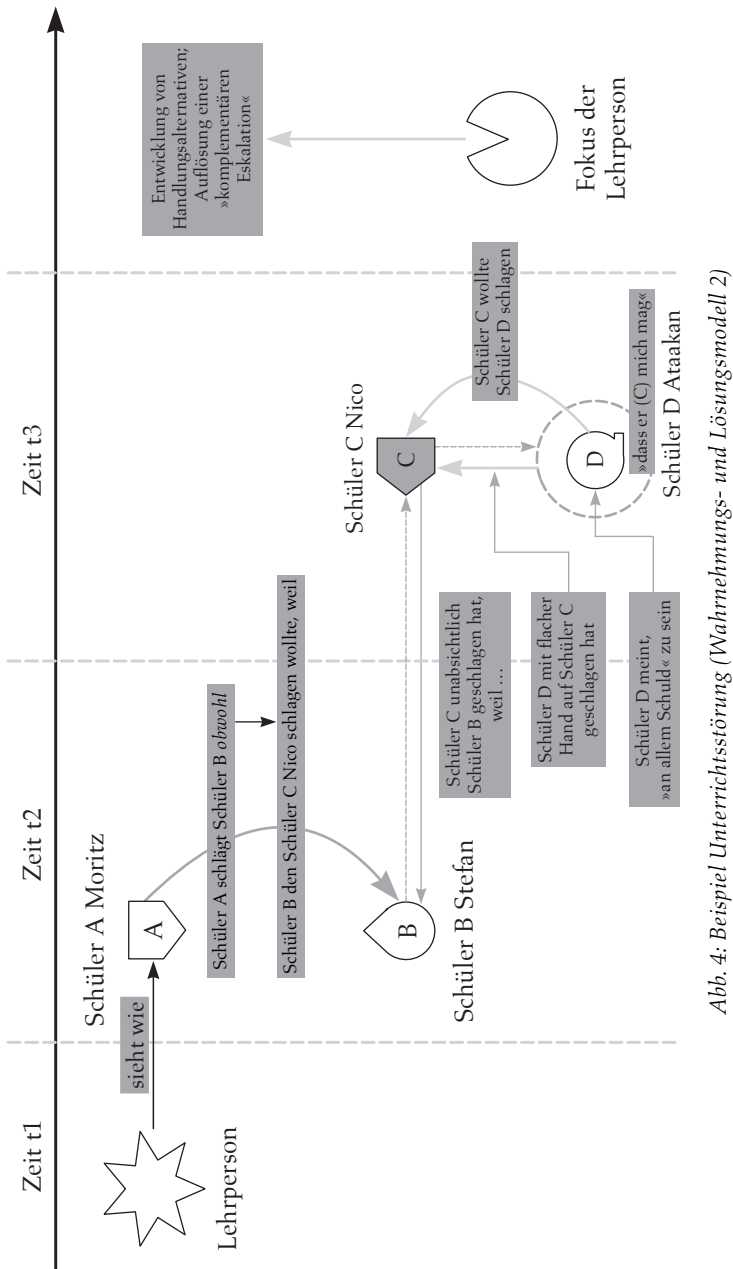 Zeit t1
Zeit t2
Zeit t3
Lehrperson
sieht wie
Schüler A Moritz
A
Schüler A schlägt Schüler B obwohl
Schüler B den Schüler C Nico schlagen wollte, weil
B
Schüler B Stefan
Schüler C unabsichtlich
Schüler B geschlagen hat,
weil …
Schüler D mit flacher
Hand auf Schüler C
geschlagen hat
Schüler D meint,
»an allem Schuld« zu sein
Schüler C Nico
C
Schüler C wollte
Schüler D schlagen
D
»dass er (C) mich mag«
Schüler D Ataakan
Entwicklung von
Handlungsalternativen;
Auflösung einer
»komplementären
Eskalation«
Fokus der
Lehrperson
Abb. 4: Beispiel Unterrichtsstörung (Wahrnehmungs- und Lösungsmodell 2)